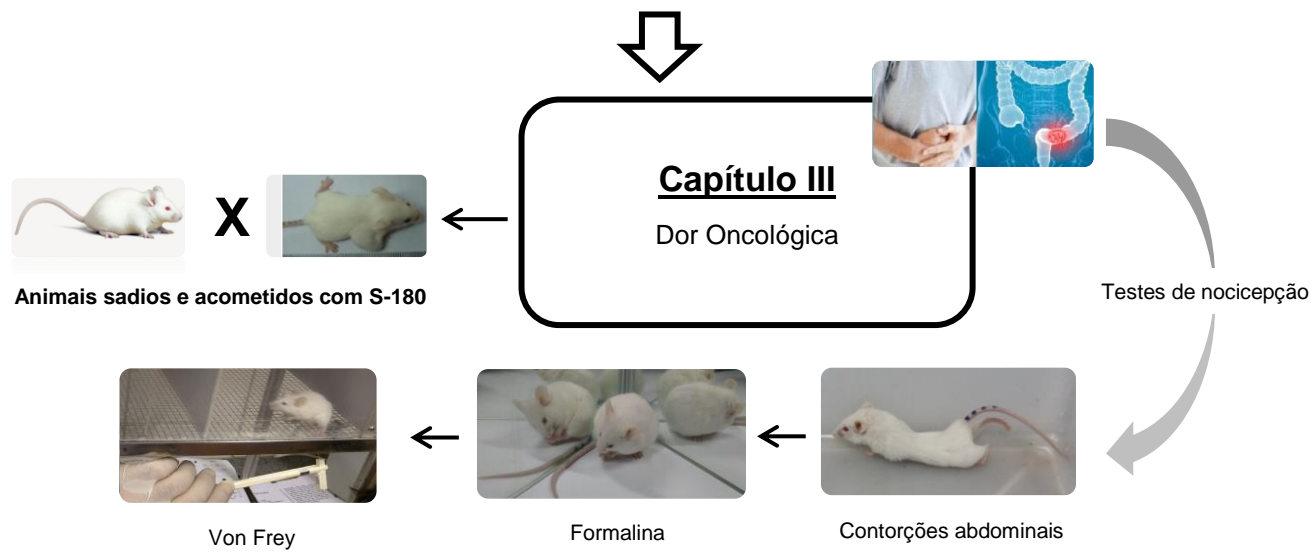 Capítulo III
Dor Oncológica
X
Animais sadios e acometidos com S-180
Testes de nocicepção
Von Frey
Formalina
Contorções abdominais